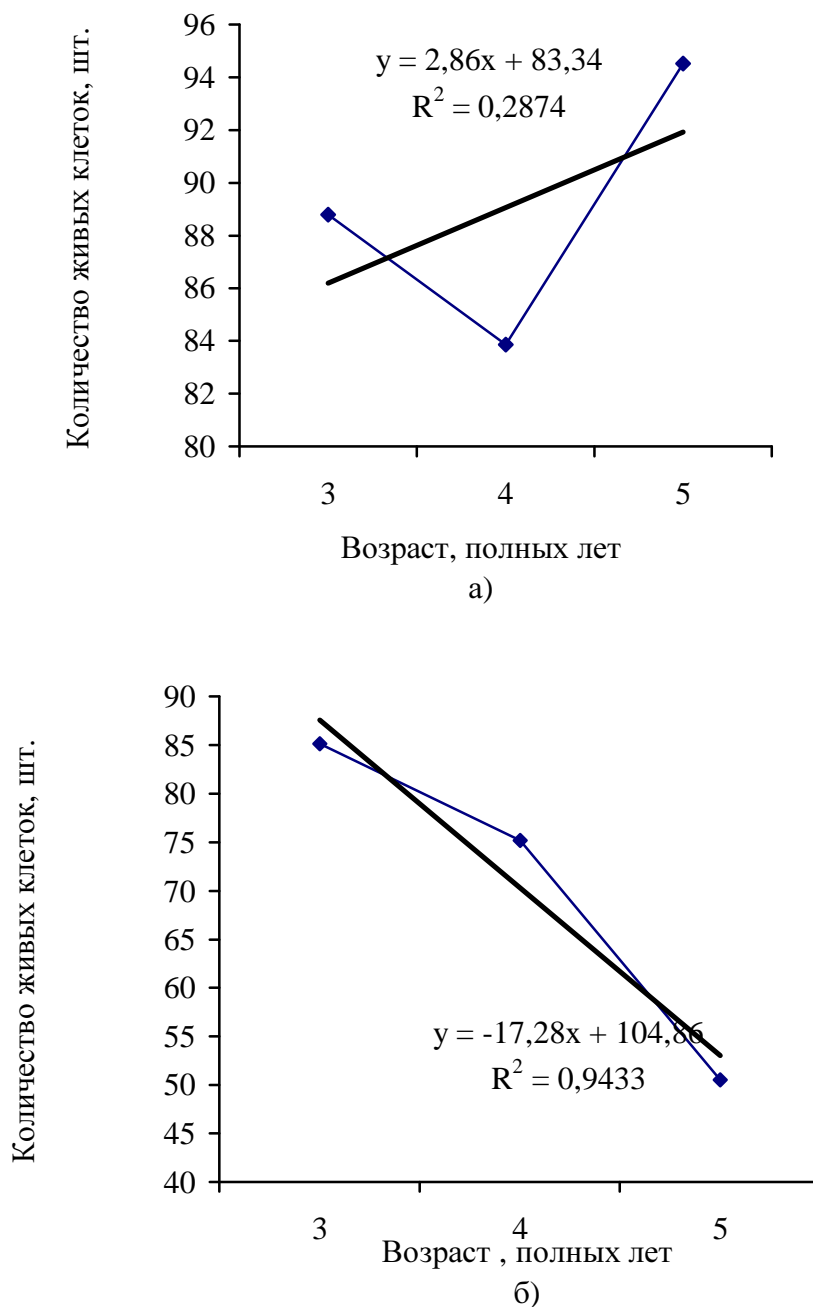 96
94
92
90
88
86
84
82
80
Количество живых клеток, шт.
y = 2,86x + 83,34
R² = 0,2874
3 4 5
Возраст, полных лет
а)
90
85
80
75
70
65
60
55
50
45
40
Количество живых клеток, шт.
y = -17,28x + 104,86
R² = 0,9433
3 4 5
Возраст , полных лет
б)